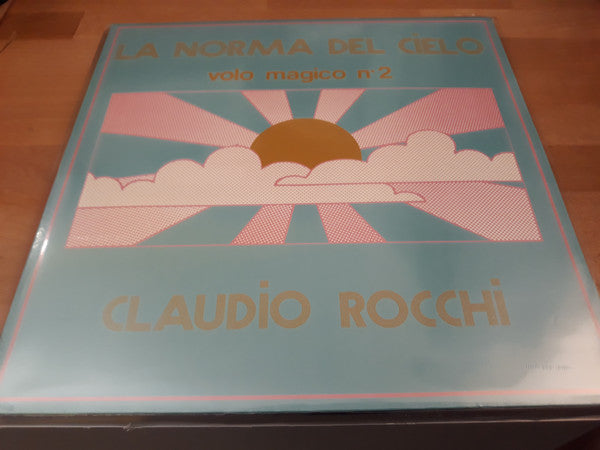 LA NORMA DEL CIELO
volo magico n°2
CLAUDiO ROCCHi